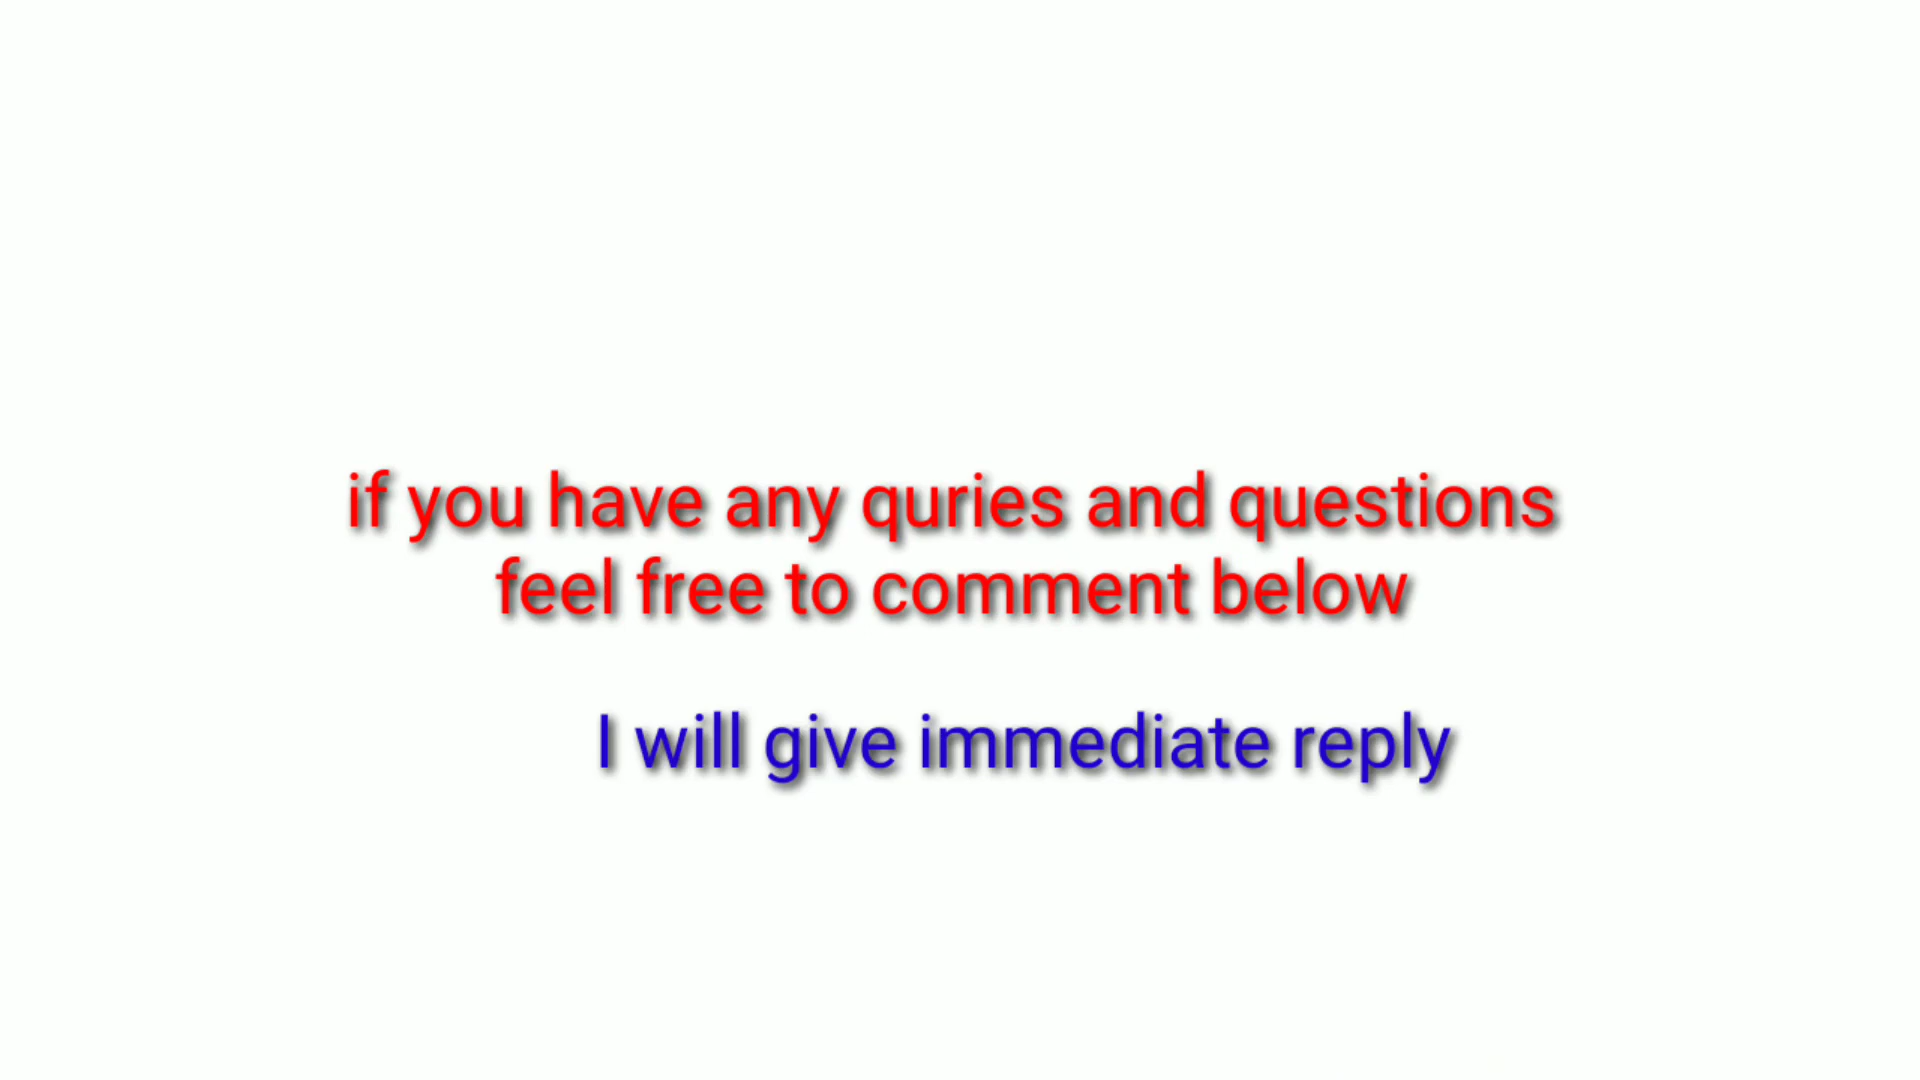 if you have any quries and questions
feel free to comment below
I will give immediate reply